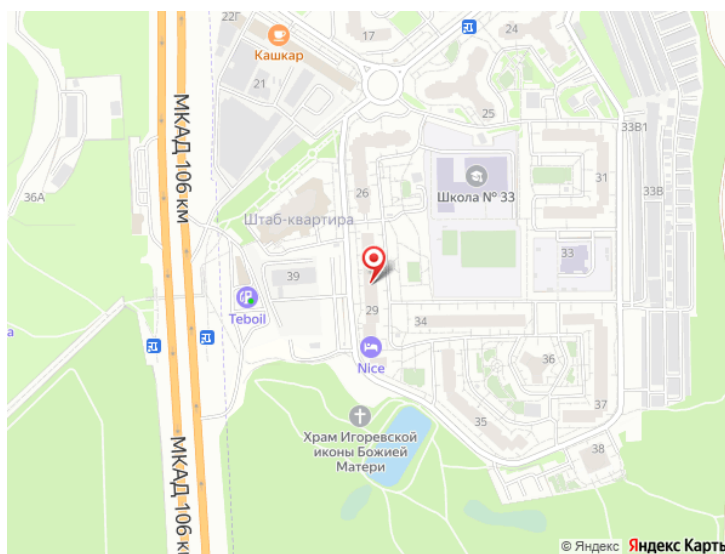 17
24
22Г
Кашкар
21
25
МКАД 106 км
33В1
33В
31
36А
26
Школа № 33
Штаб-квартира
33
39
Teboil
29
34
а
Nice
36
35
37
Храм Игоревской
иконы Божией
Матери
38
МКАД 106 км
© Яндекс Яндекс Карты